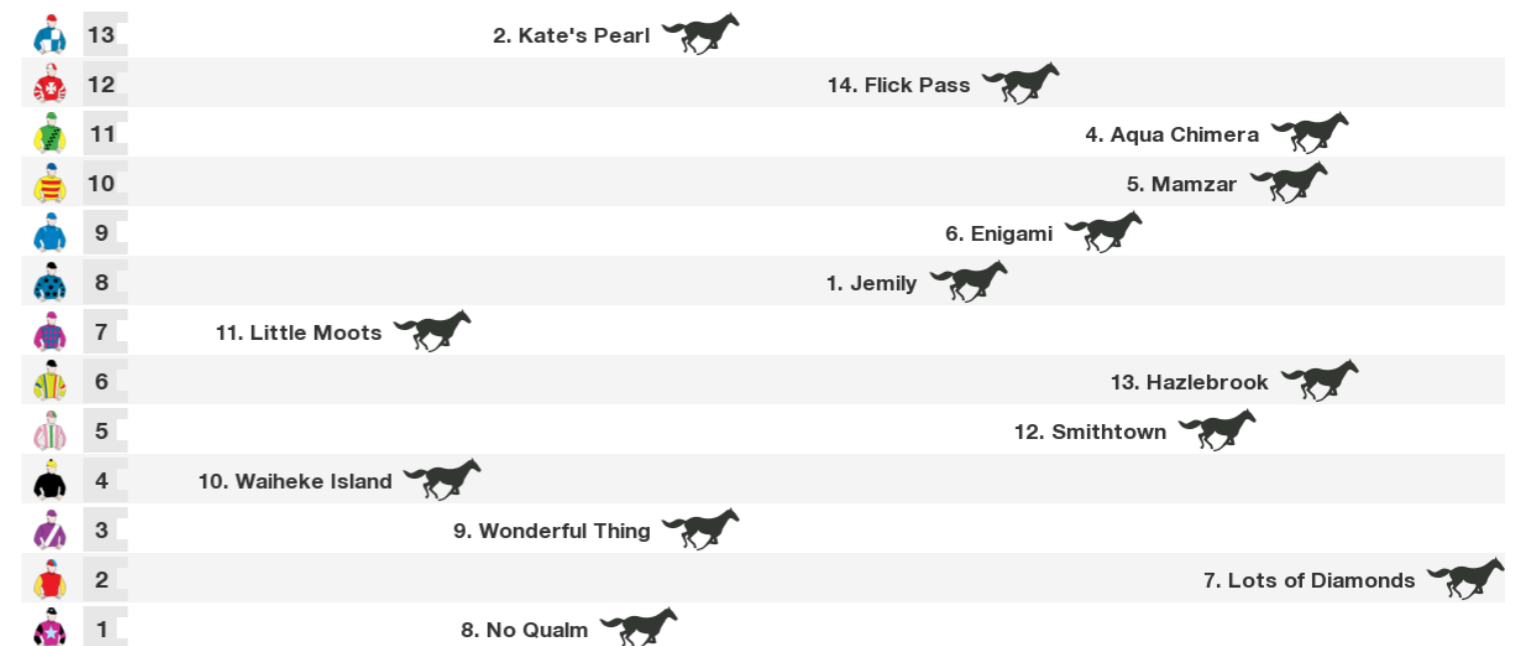 13 2. Kate's Pearl
12 14. Flick Pass
11 4. Aqua Chimera
10 5. Mamzar
9 6. Enigami
8 1. Jemily
7 11. Little Moots
6 13. Hazlebrook
5 12. Smithtown
4 10. Waiheke Island
3 9. Wonderful Thing
2 7. Lots of Diamonds
1 8. No Qualm